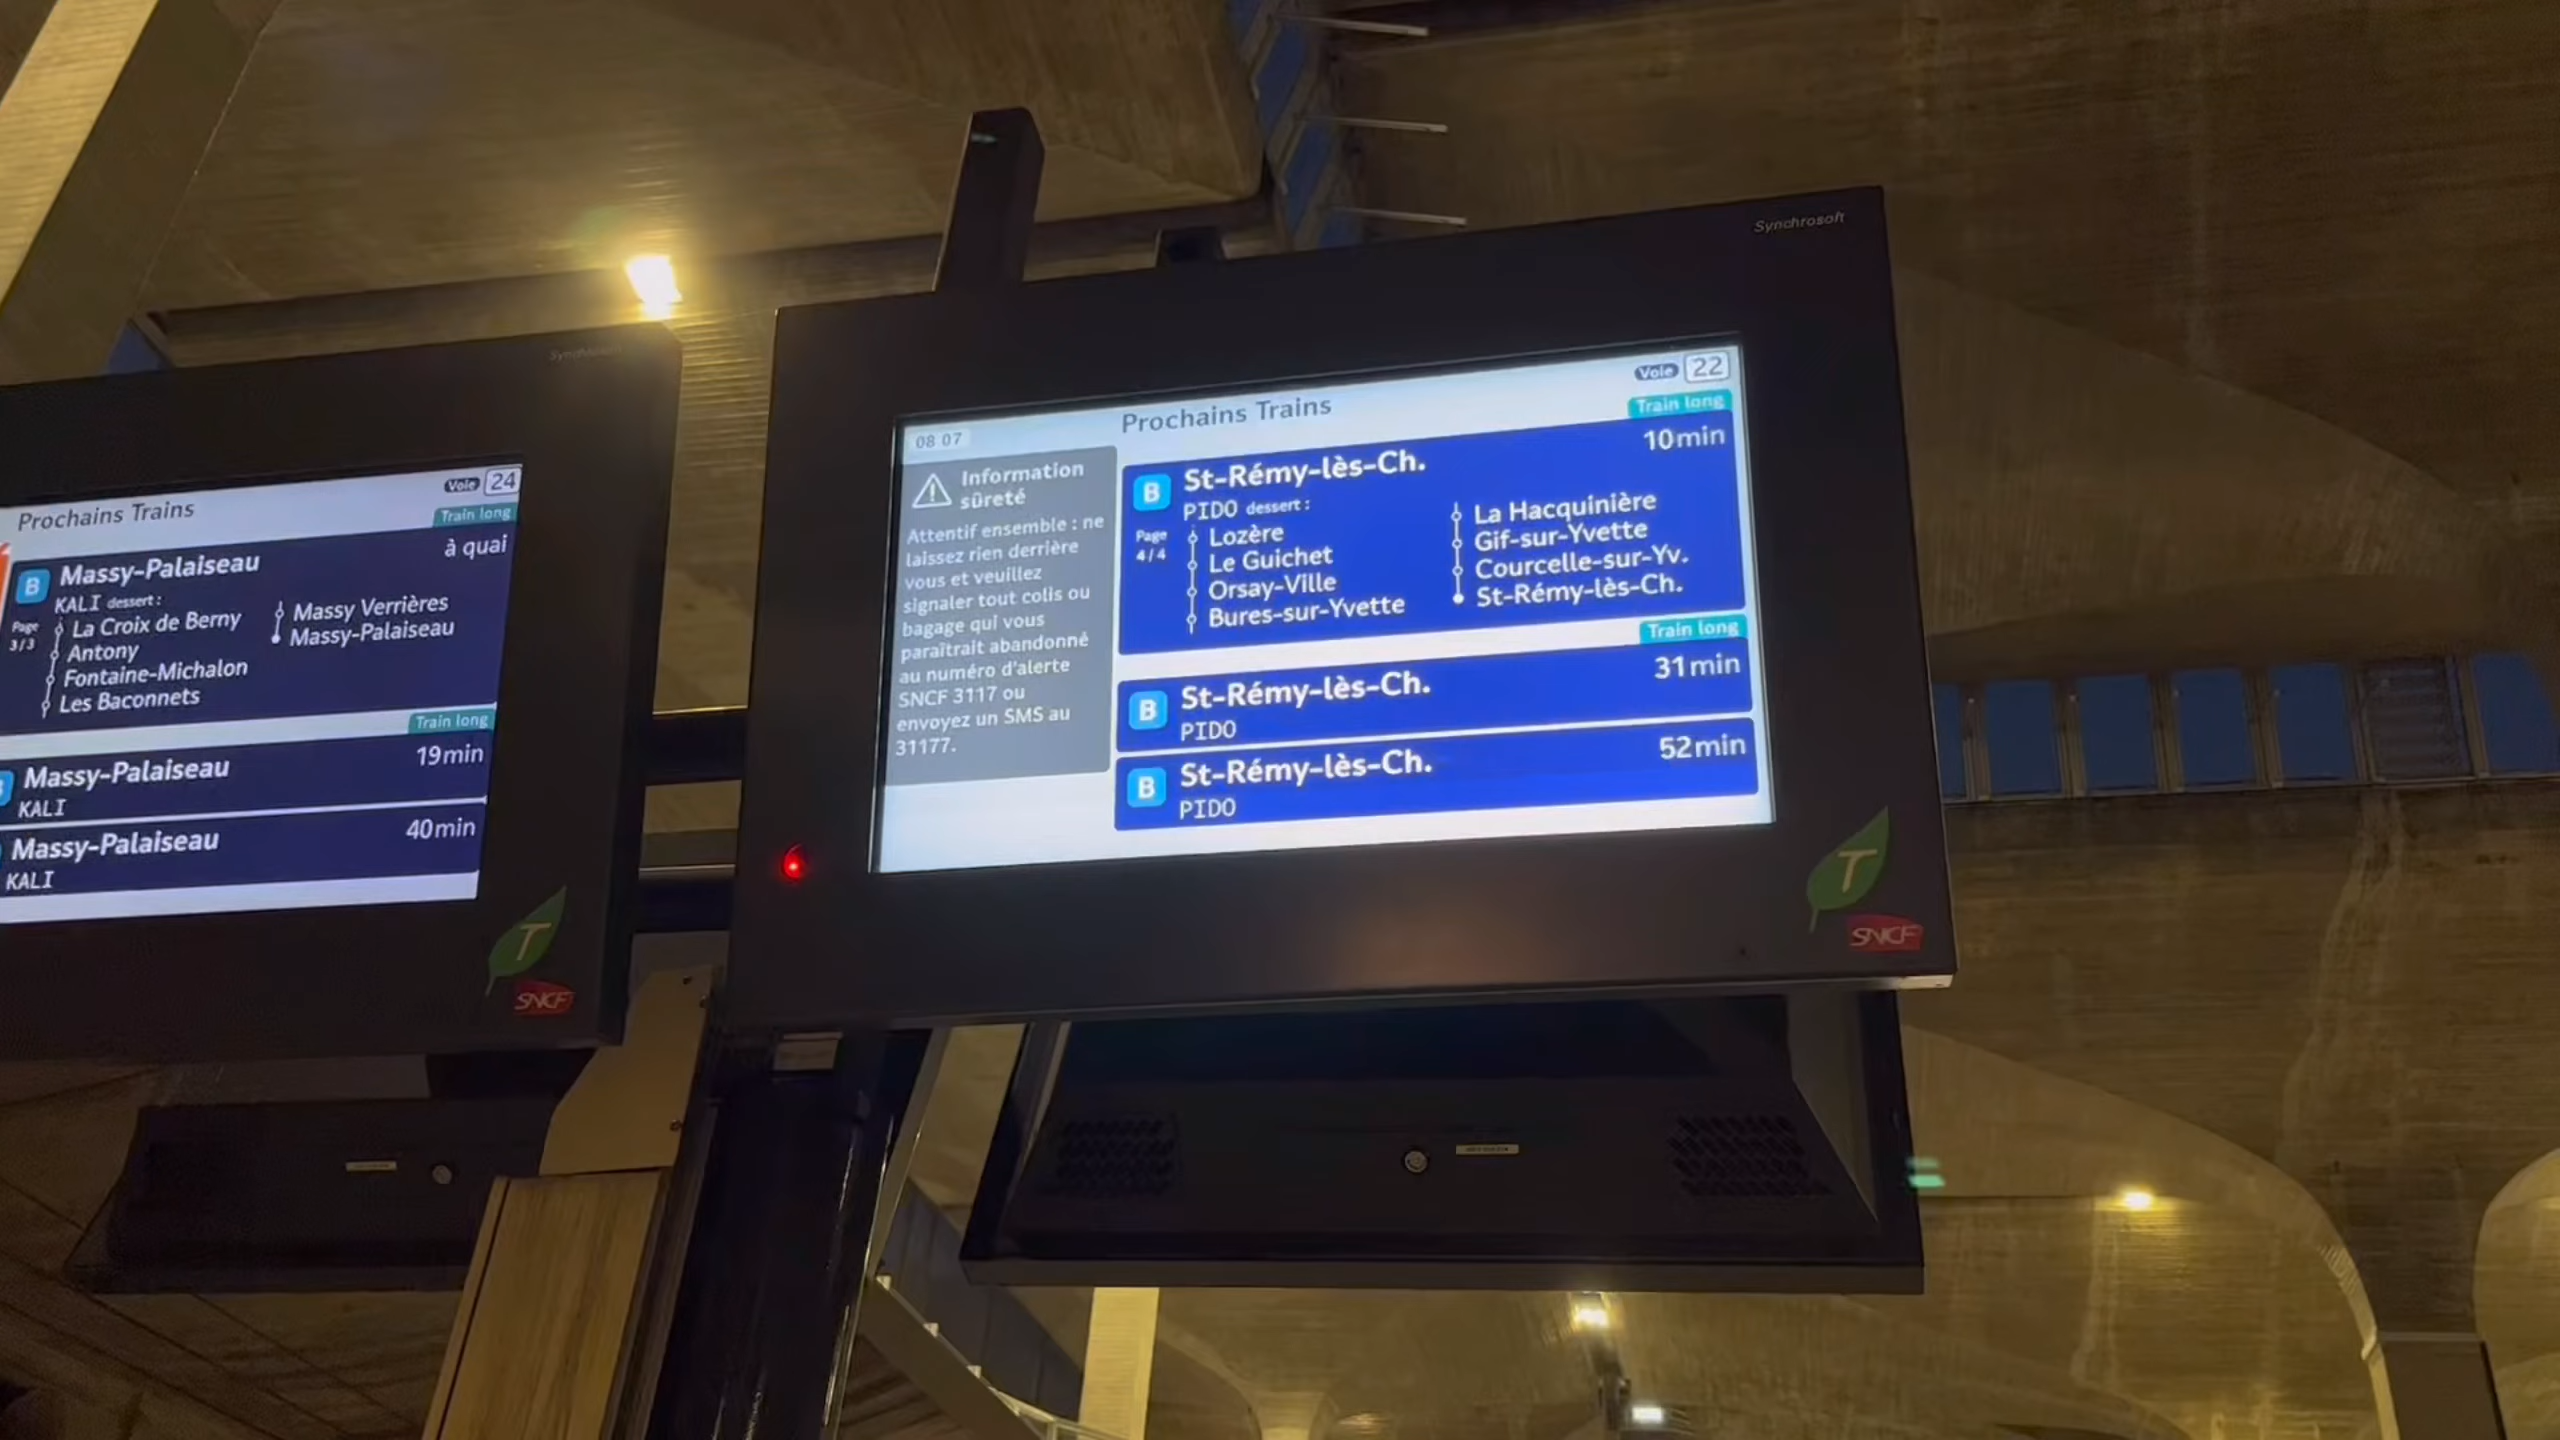 Prochains Trains
Voie 24
Train long
B Massy-Palaiseau à quai
KALI dessert :
Page 3/3
La Croix de Berny
Antony
Fontaine-Michalon
Les Baconnets
Massy Verrières
Massy-Palaiseau
Train long
Massy-Palaiseau 19min
KALI
Massy-Palaiseau 40min
KALI
T
SNCF
Synchrosoft
08 07
Prochains Trains
Voie 22
Information
sûreté
Attentif ensemble : ne
laissez rien derrière
vous et veuillez
signaler tout colis ou
bagage qui vous
paraîtrait abandonné
au numéro d'alerte
SNCF 3117 ou
envoyez un SMS au
31177.
Train long
B St-Rémy-lès-Ch. 10min
PIDO dessert :
Page 4/4
Lozère
Le Guichet
Orsay-Ville
Bures-sur-Yvette
La Hacquinière
Gif-sur-Yvette
Courcelle-sur-Yv.
St-Rémy-lès-Ch.
Train long
B St-Rémy-lès-Ch. 31min
PIDO
B St-Rémy-lès-Ch. 52min
PIDO
T
SNCF